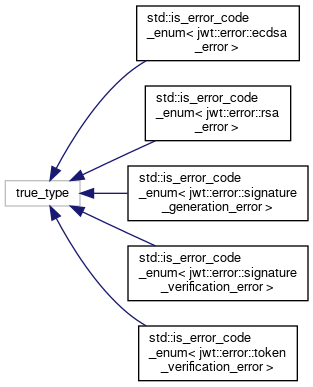 std::is_error_code
_enum< jwt::error::ecdsa
_error >
std::is_error_code
_enum< jwt::error::rsa
_error >
true_type
std::is_error_code
_enum< jwt::error::signature
_generation_error >
std::is_error_code
_enum< jwt::error::signature
_verification_error >
std::is_error_code
_enum< jwt::error::token
_verification_error >